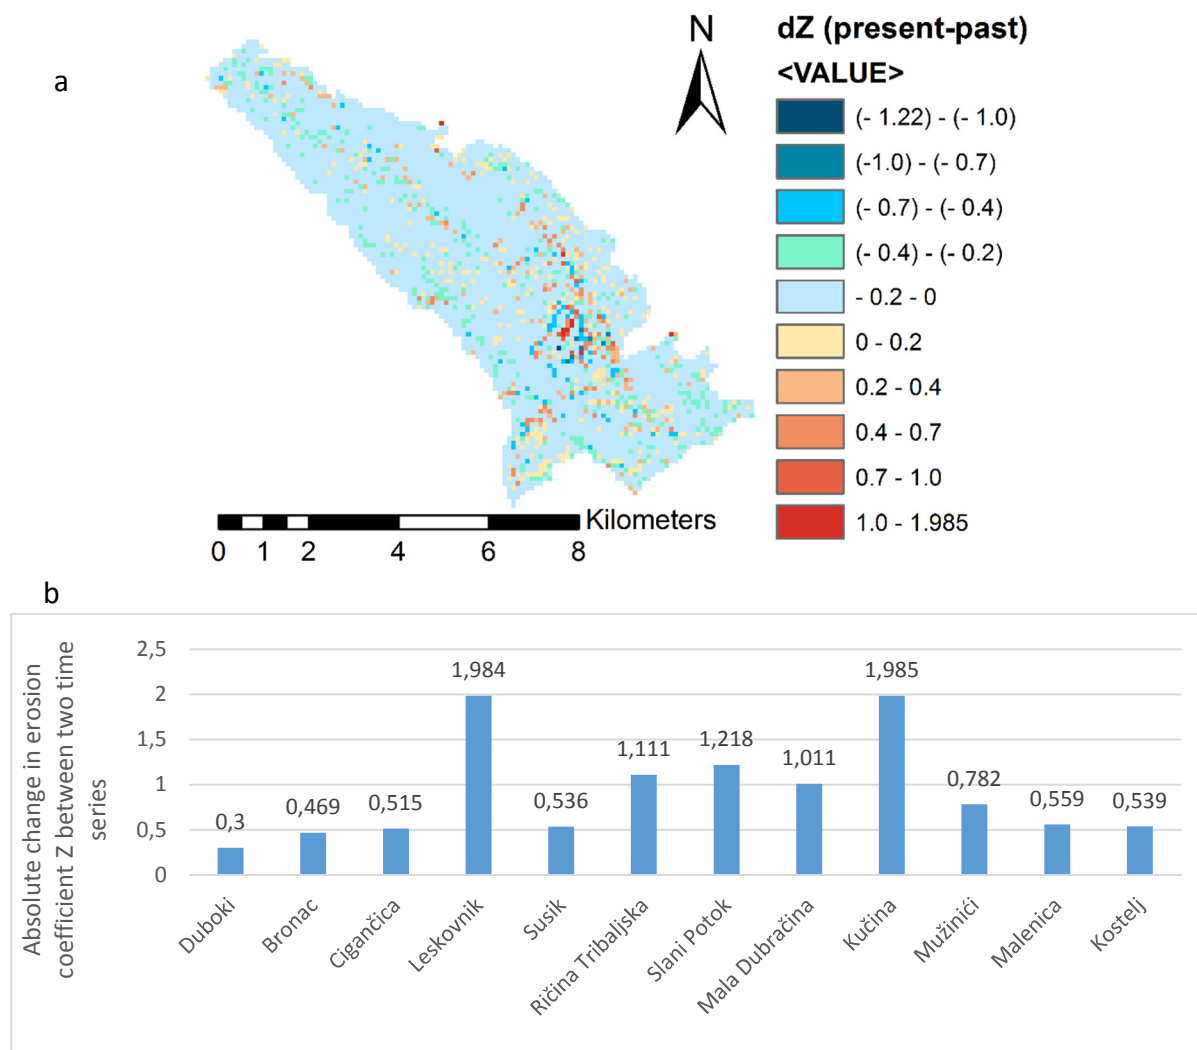 a
N
dZ (present-past)
<VALUE>
(- 1.22) - (- 1.0)
(-1.0) - (- 0.7)
(- 0.7) - (- 0.4)
(- 0.4) - (- 0.2)
- 0.2 - 0
0 - 0.2
0.2 - 0.4
0.4 - 0.7
0.7 - 1.0
1.0 - 1.985
Kilometers
0 1 2 4 6 8
b
Absolute change in erosion
coefficient Z between two time
series
2,5
2
1,5
1
0,5
0
0,3
0,469
0,515
1,984
0,536
1,111
1,218
1,011
1,985
0,782
0,559
0,539
Duboki
Bronac
Cigančica
Leskovnik
Susik
Ričina Tribaljska
Slani Potok
Mala Dubračina
Kučina
Mužinići
Malenica
Kostelj